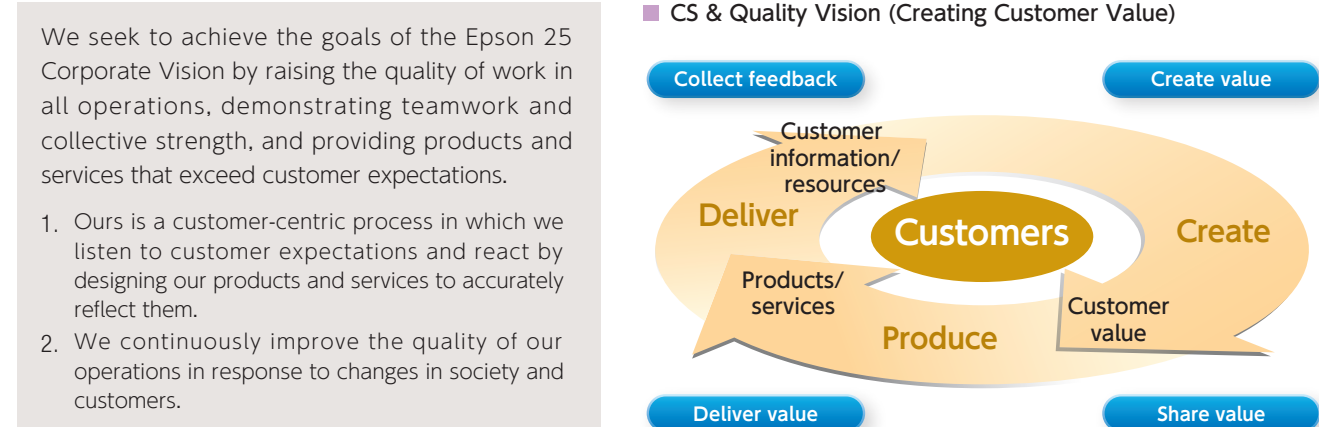 We seek to achieve the goals of the Epson 25
Corporate Vision by raising the quality of work in
all operations, demonstrating teamwork and
collective strength, and providing products and
services that exceed customer expectations.
1. Ours is a customer-centric process in which we
listen to customer expectations and react by
designing our products and services to accurately
reflect them.
2. We continuously improve the quality of our
operations in response to changes in society and
customers.
CS & Quality Vision (Creating Customer Value)
Collect feedback
Create value
Customer
information/
resources
Deliver
Customers
Create
Products/
services
Customer
value
Produce
Deliver value
Share value